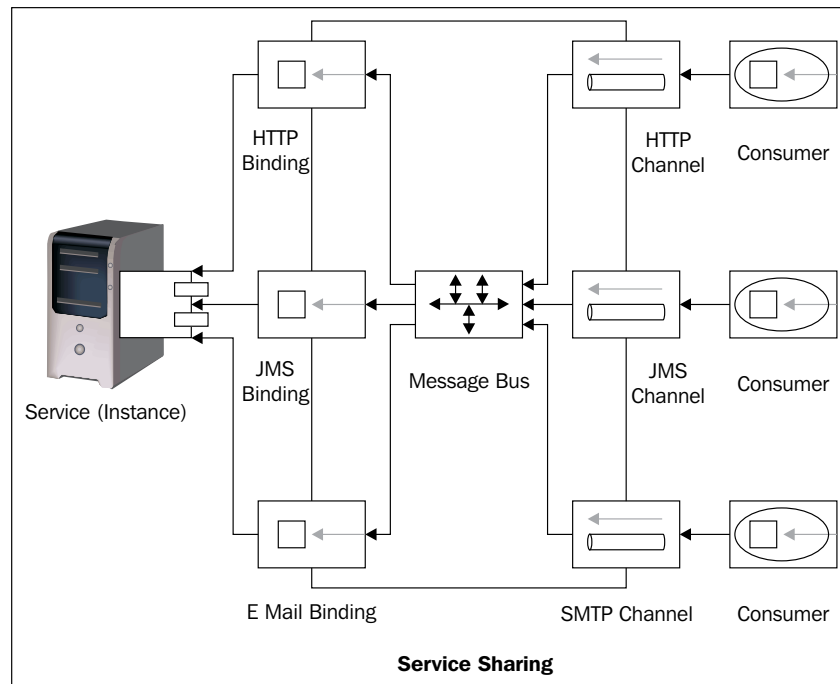 HTTP
Binding
HTTP
Channel
Consumer
Service (Instance)
JMS
Binding
Message Bus
JMS
Channel
Consumer
E Mail Binding
SMTP Channel
Consumer
Service Sharing